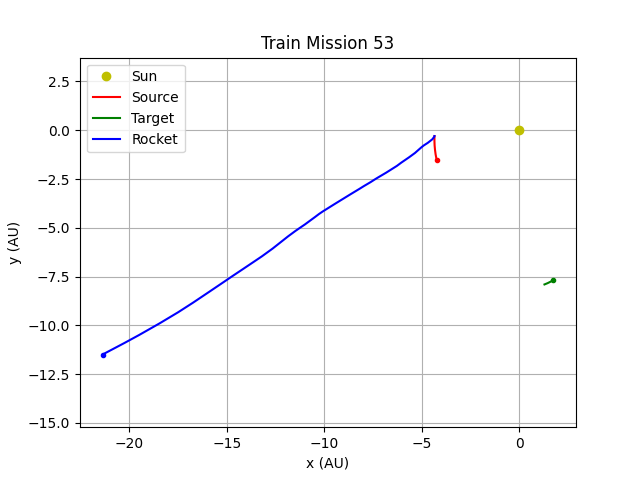 Train Mission 53
Sun
Source
Target
Rocket
2.5
0.0
−2.5
−5.0
−7.5
−10.0
−12.5
−15.0
y (AU)
−20 −15 −10 −5 0
x (AU)